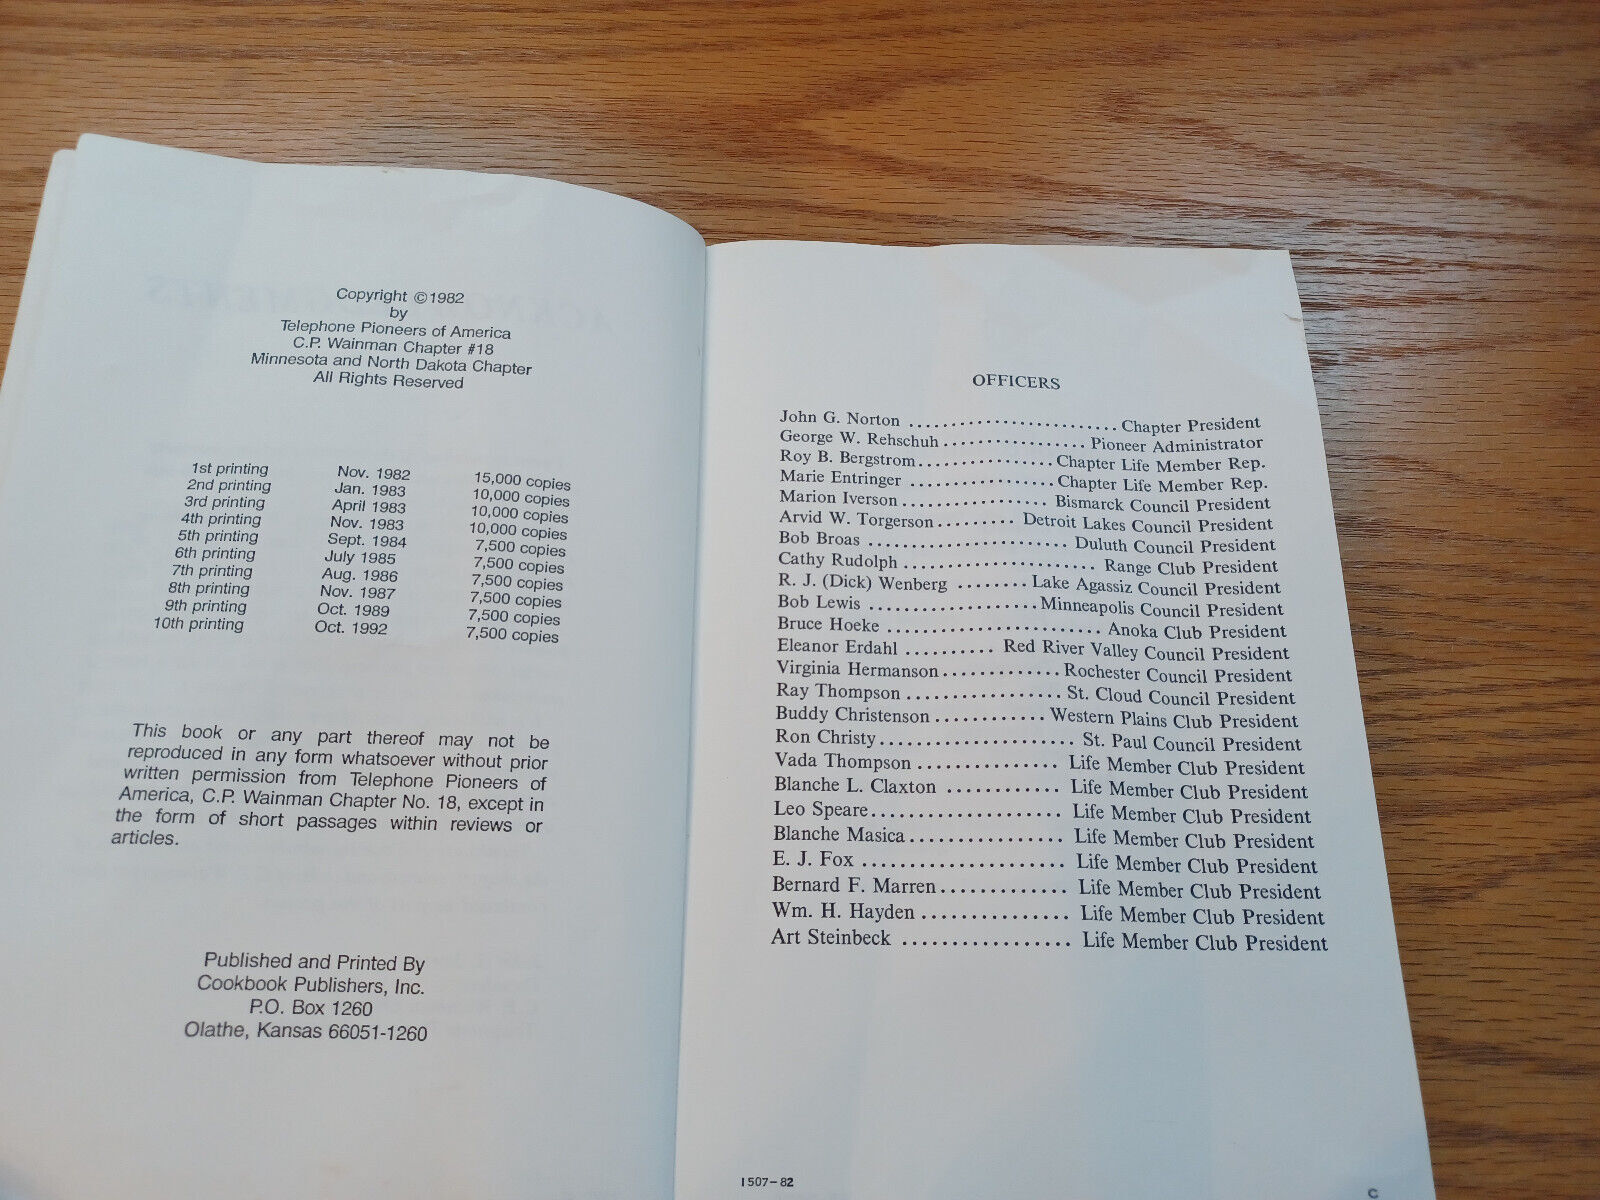 Copyright ©1982
by
Telephone Pioneers of America
C.P. Wainman Chapter #18
Minnesota and North Dakota Chapter
All Rights Reserved
1st printing Nov. 1982 15,000 copies
2nd printing Jan. 1983 10,000 copies
3rd printing April 1983 10,000 copies
4th printing Nov. 1983 10,000 copies
5th printing Sept. 1984 7,500 copies
6th printing July 1985 7,500 copies
7th printing Aug. 1986 7,500 copies
8th printing Nov. 1987 7,500 copies
9th printing Oct. 1989 7,500 copies
10th printing Oct. 1992 7,500 copies
This book or any part thereof may not be
reproduced in any form whatsoever without prior
written permission from Telephone Pioneers of
America, C.P. Wainman Chapter No. 18, except in
the form of short passages within reviews or
articles.
Published and Printed By
Cookbook Publishers, Inc.
P.O. Box 1260
Olathe, Kansas 66051-1260
OFFICERS
John G. Norton .......................... Chapter President
George W. Rehschuh ................. Pioneer Administrator
Roy B. Bergstrom ................ Chapter Life Member Rep.
Marie Entringer ................. Chapter Life Member Rep.
Marion Iverson ................. Bismarck Council President
Arvid W. Torgerson ......... Detroit Lakes Council President
Bob Broas ....................... Duluth Council President
Cathy Rudolph ...................... Range Club President
R. J. (Dick) Wenberg ........ Lake Agassiz Council President
Bob Lewis .................... Minneapolis Council President
Bruce Hoeke ........................ Anoka Club President
Eleanor Erdahl .......... Red River Valley Council President
Virginia Hermanson ............. Rochester Council President
Ray Thompson ................. St. Cloud Council President
Buddy Christenson ............ Western Plains Club President
Ron Christy ...................... St. Paul Council President
Vada Thompson ................ Life Member Club President
Blanche L. Claxton ............ Life Member Club President
Leo Speare ...................... Life Member Club President
Blanche Masica ................. Life Member Club President
E. J. Fox ...................... Life Member Club President
Bernard F. Marren ............. Life Member Club President
Wm. H. Hayden ............... Life Member Club President
Art Steinbeck ................. Life Member Club President
1507-82
C